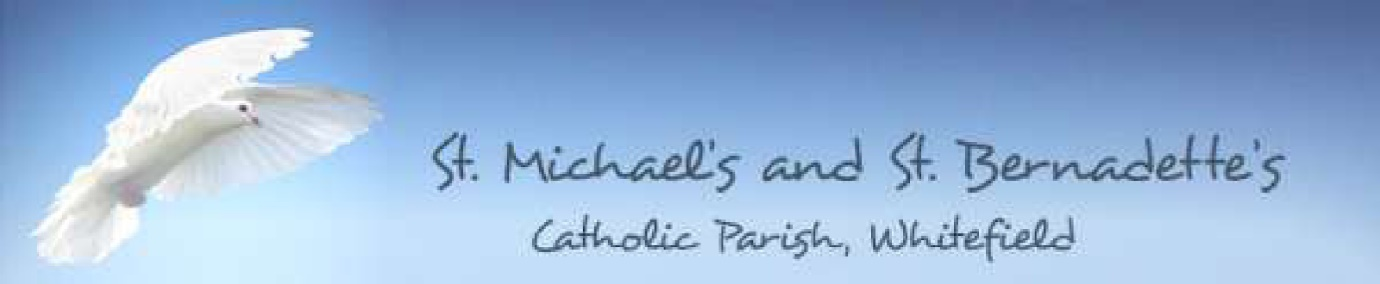 St. Michael's and St. Bernadette's
Catholic Parish, Whitefield